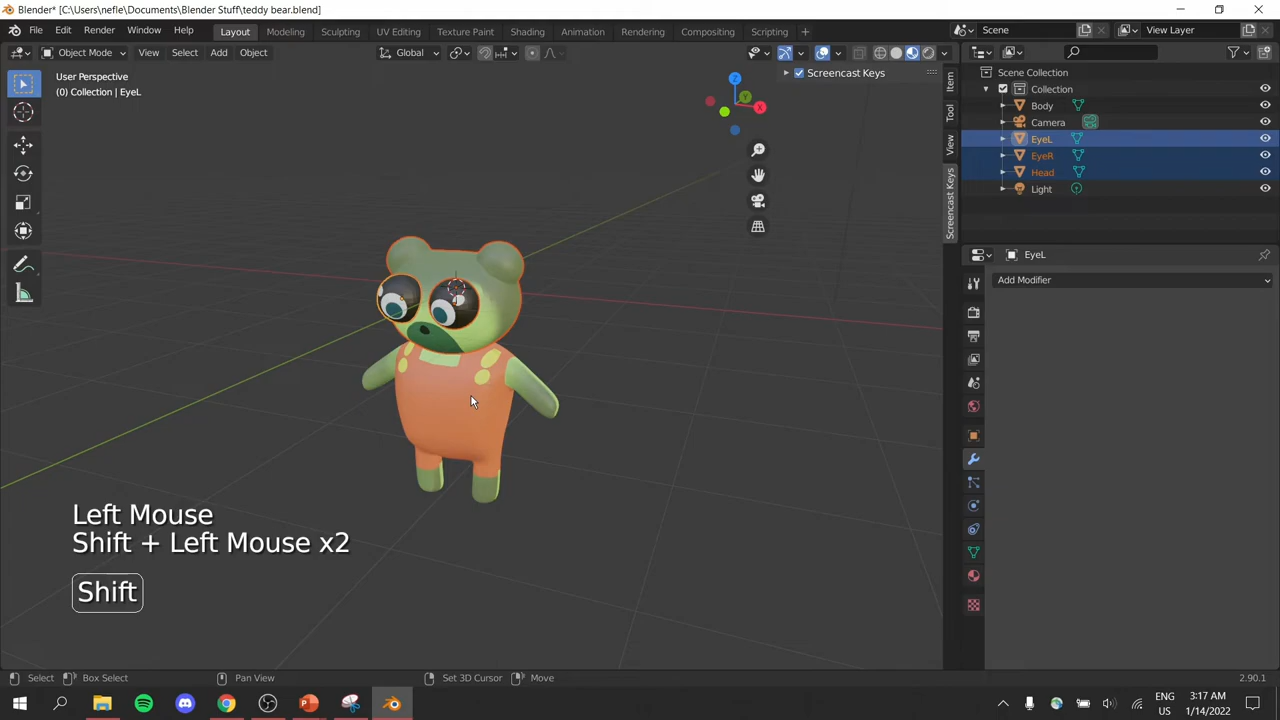 Blender* [C:\Users\nefle\Documents\Blender Stuff\teddy bear.blend]
File Edit Render Window Help
Layout Modeling Sculpting UV Editing Texture Paint Shading Animation Rendering Compositing Scripting +
Scene
View Layer
Object Mode View Select Add Object
Global
User Perspective
(0) Collection | EyeL
Screencast Keys
Z
Y
X
Item
Tool
View
Screencast Keys
Scene Collection
Collection
Body
Camera
EyeL
EyeR
Head
Light
EyeL
Add Modifier
Left Mouse
Shift + Left Mouse x2
Shift
Select
Box Select
Pan View
Set 3D Cursor
Move
2.90.1
ENG
US
3:17 AM
1/14/2022